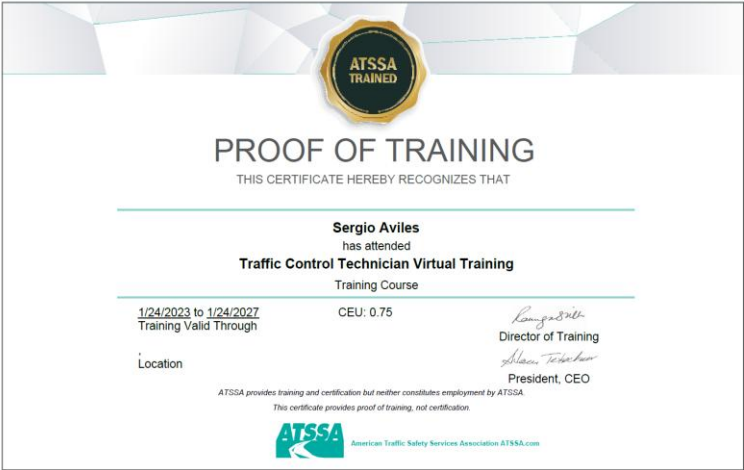 ATSSA
TRAINED
PROOF OF TRAINING
THIS CERTIFICATE HEREBY RECOGNIZES THAT
Sergio Aviles
has attended
Traffic Control Technician Virtual Training
Training Course
1/24/2023 to 1/24/2027
Training Valid Through
CEU: 0.75
Director of Training
,
Location
President, CEO
ATSSA provides training and certification but neither constitutes employment by ATSSA.
This certificate provides proof of training, not certification.
ATSSA
American Traffic Safety Services Association ATSSA.com